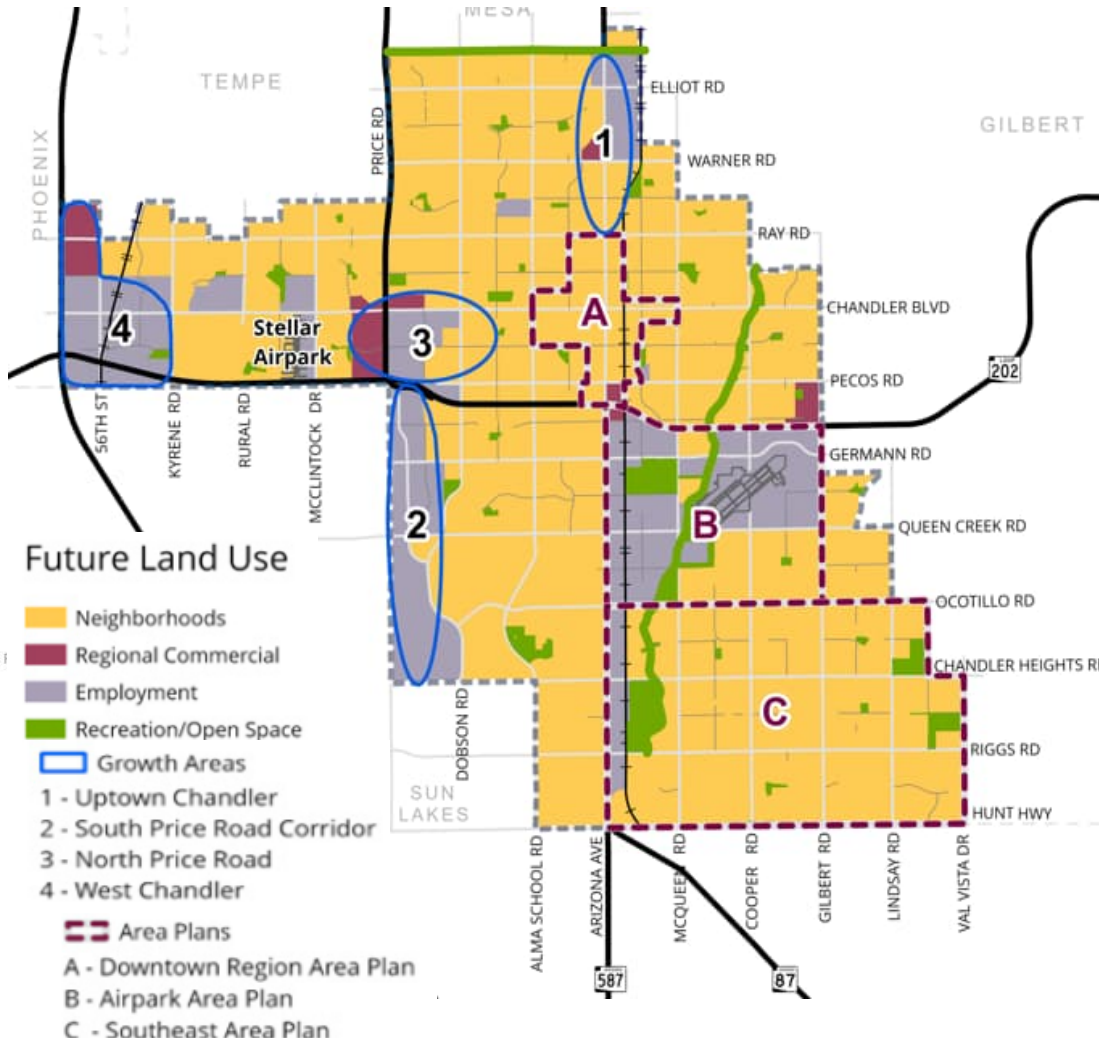 MESA
TEMPE
ELLIOT RD
GILBERT
PHOENIX
PRICE RD
1
WARNER RD
RAY RD
CHANDLER BLVD
A
4
Stellar
Airpark
3
PECOS RD
LOOP
202
56TH ST
KYRENE RD
RURAL RD
MCCLINTOCK DR
GERMANN RD
2
B
QUEEN CREEK RD
OCOTILLO RD
CHANDLER HEIGHTS R
C
DOBSON RD
RIGGS RD
SUN
LAKES
HUNT HWY
ALMA SCHOOL RD
ARIZONA AVE
MCQUEEN RD
COOPER RD
GILBERT RD
LINDSAY RD
VAL VISTA DR
587
87
Future Land Use
Neighborhoods
Regional Commercial
Employment
Recreation/Open Space
Growth Areas
1 - Uptown Chandler
2 - South Price Road Corridor
3 - North Price Road
4 - West Chandler
Area Plans
A - Downtown Region Area Plan
B - Airpark Area Plan
C - Southeast Area Plan